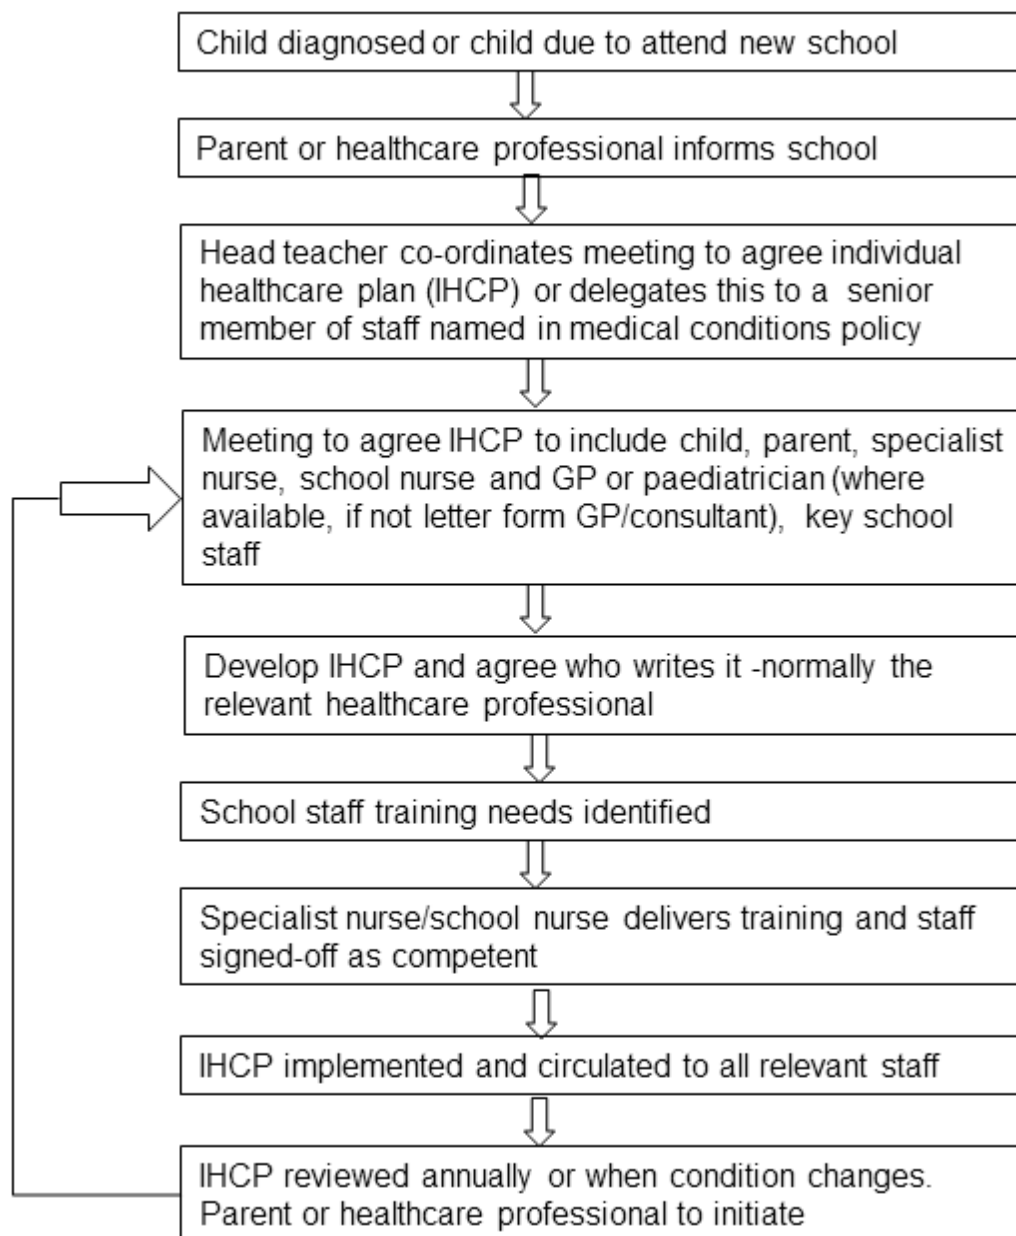 Child diagnosed or child due to attend new school
Parent or healthcare professional informs school
Head teacher co-ordinates meeting to agree individual
healthcare plan (IHCP) or delegates this to a senior
member of staff named in medical conditions policy
Meeting to agree IHCP to include child, parent, specialist
nurse, school nurse and GP or paediatrician (where
available, if not letter form GP/consultant), key school
staff
Develop IHCP and agree who writes it -normally the
relevant healthcare professional
School staff training needs identified
Specialist nurse/school nurse delivers training and staff
signed-off as competent
IHCP implemented and circulated to all relevant staff
IHCP reviewed annually or when condition changes.
Parent or healthcare professional to initiate